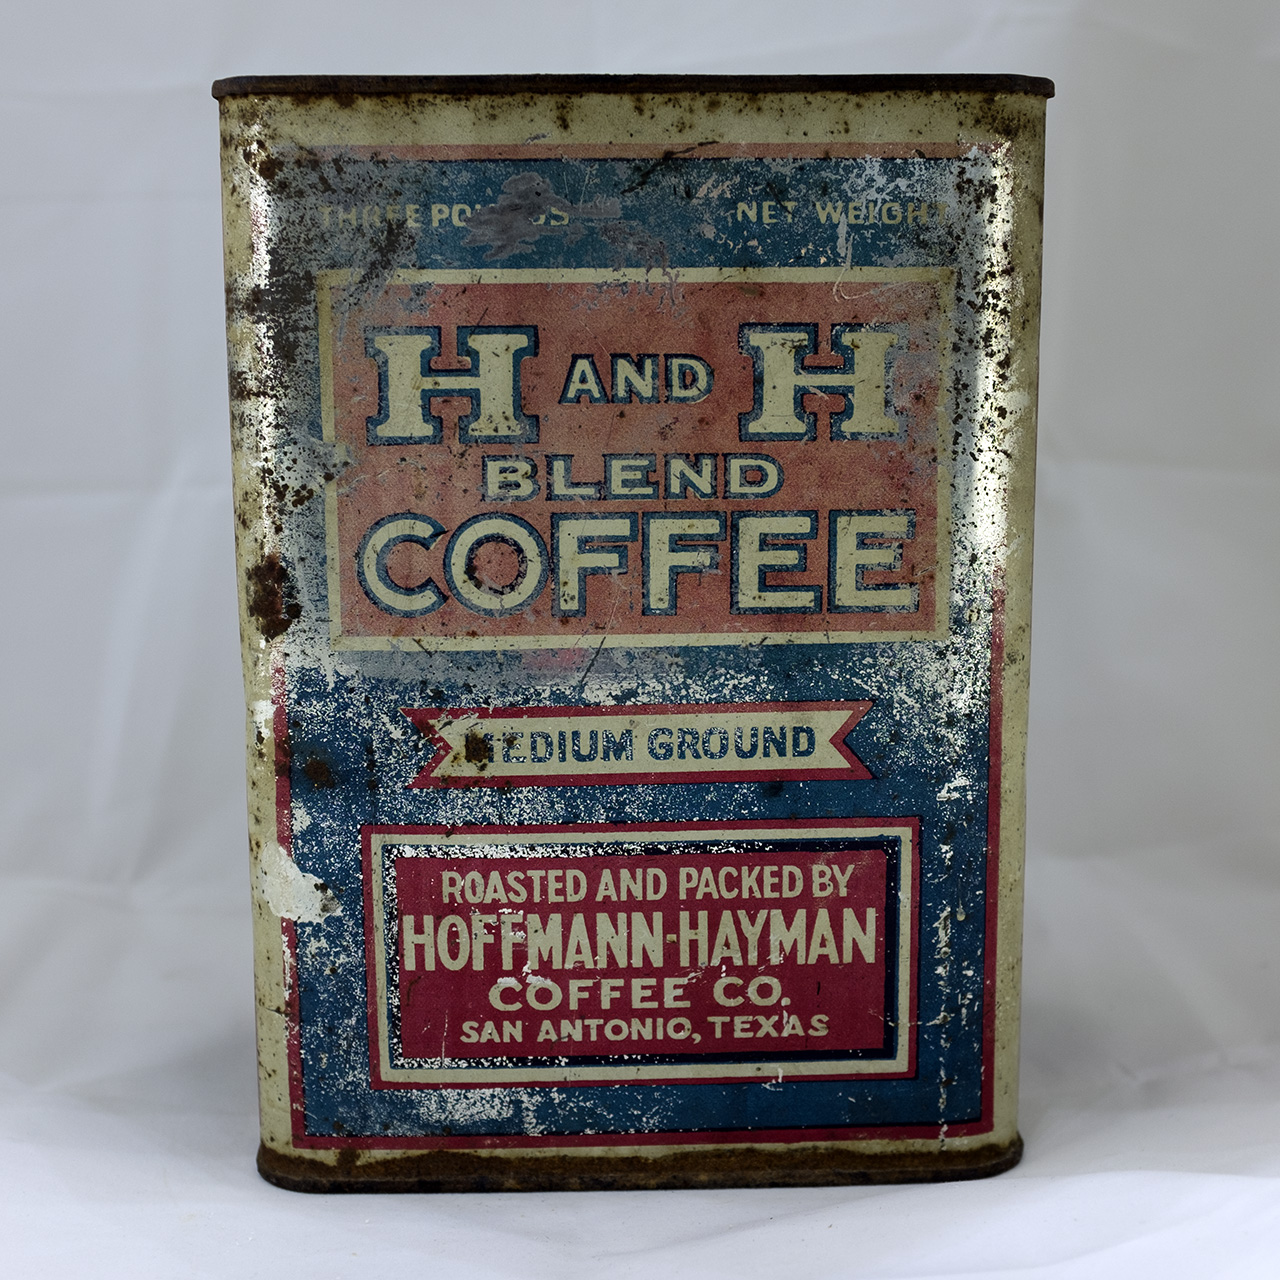 THREE POUNDS NET WEIGHT
H AND H
BLEND
COFFEE
MEDIUM GROUND
ROASTED AND PACKED BY
HOFFMANN-HAYMAN
COFFEE CO.
SAN ANTONIO, TEXAS